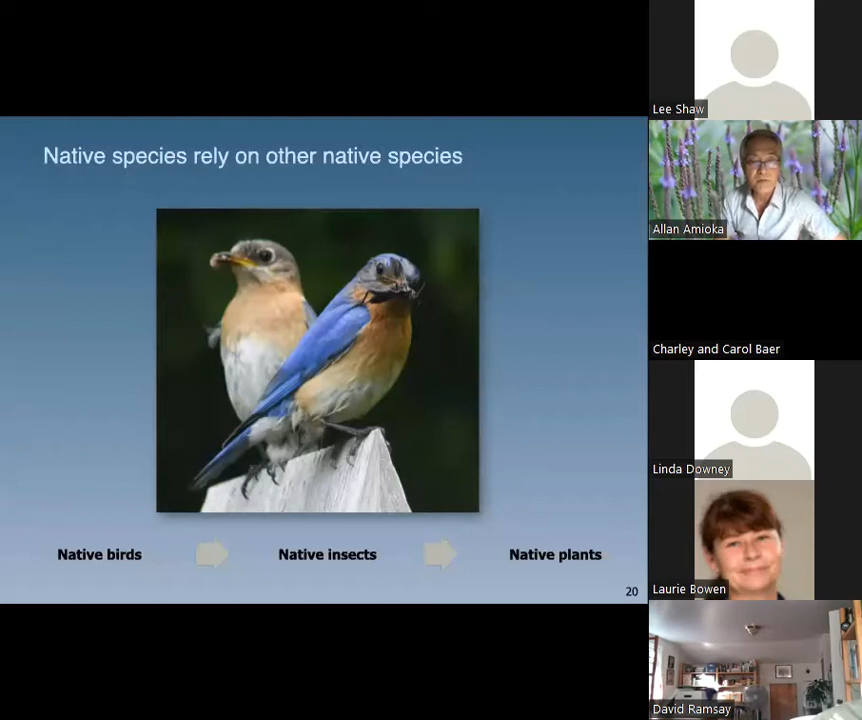 Native species rely on other native species
Native birds
Native insects
Native plants
20
Lee Shaw
Allan Amioka
Charley and Carol Baer
Linda Downey
Laurie Bowen
David Ramsay